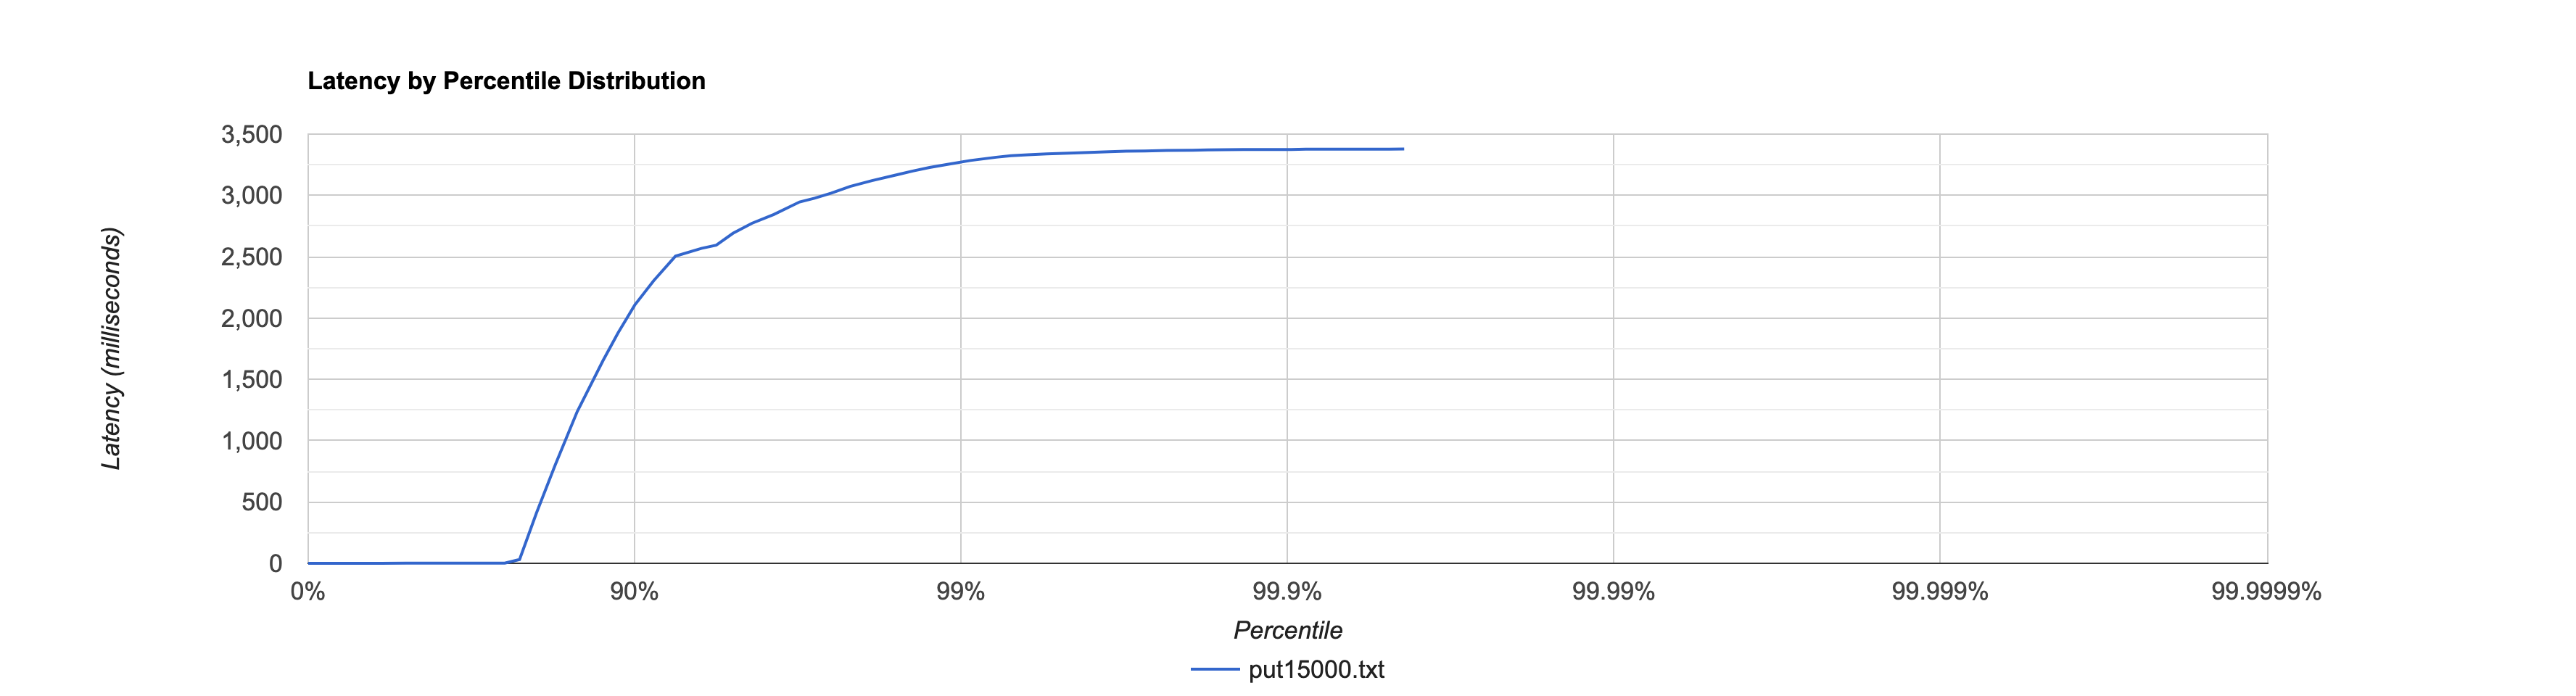 Latency by Percentile Distribution
Latency (milliseconds)
3,500
3,000
2,500
2,000
1,500
1,000
500
0
0% 90% 99% 99.9% 99.99% 99.999% 99.9999%
Percentile
put15000.txt